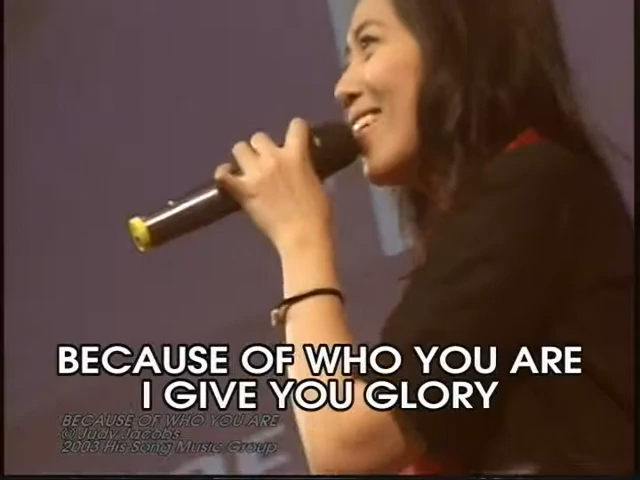 BECAUSE OF WHO YOU ARE
I GIVE YOU GLORY
BECAUSE OF WHO YOU ARE
© Judy Jacobs
2003 His Song Music Group